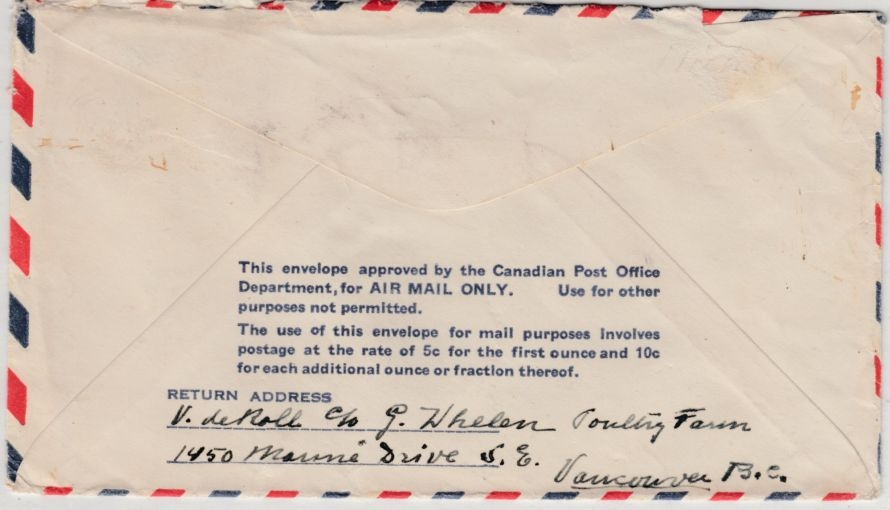 This envelope approved by the Canadian Post Office
Department, for AIR MAIL ONLY. Use for other
purposes not permitted.
The use of this envelope for mail purposes involves
postage at the rate of 5c for the first ounce and 10c
for each additional ounce or fraction thereof.
RETURN ADDRESS
V. deRoll c/o G. Whelen Poultry Farm
1450 Marine Drive S.E.
Vancouver B.C.